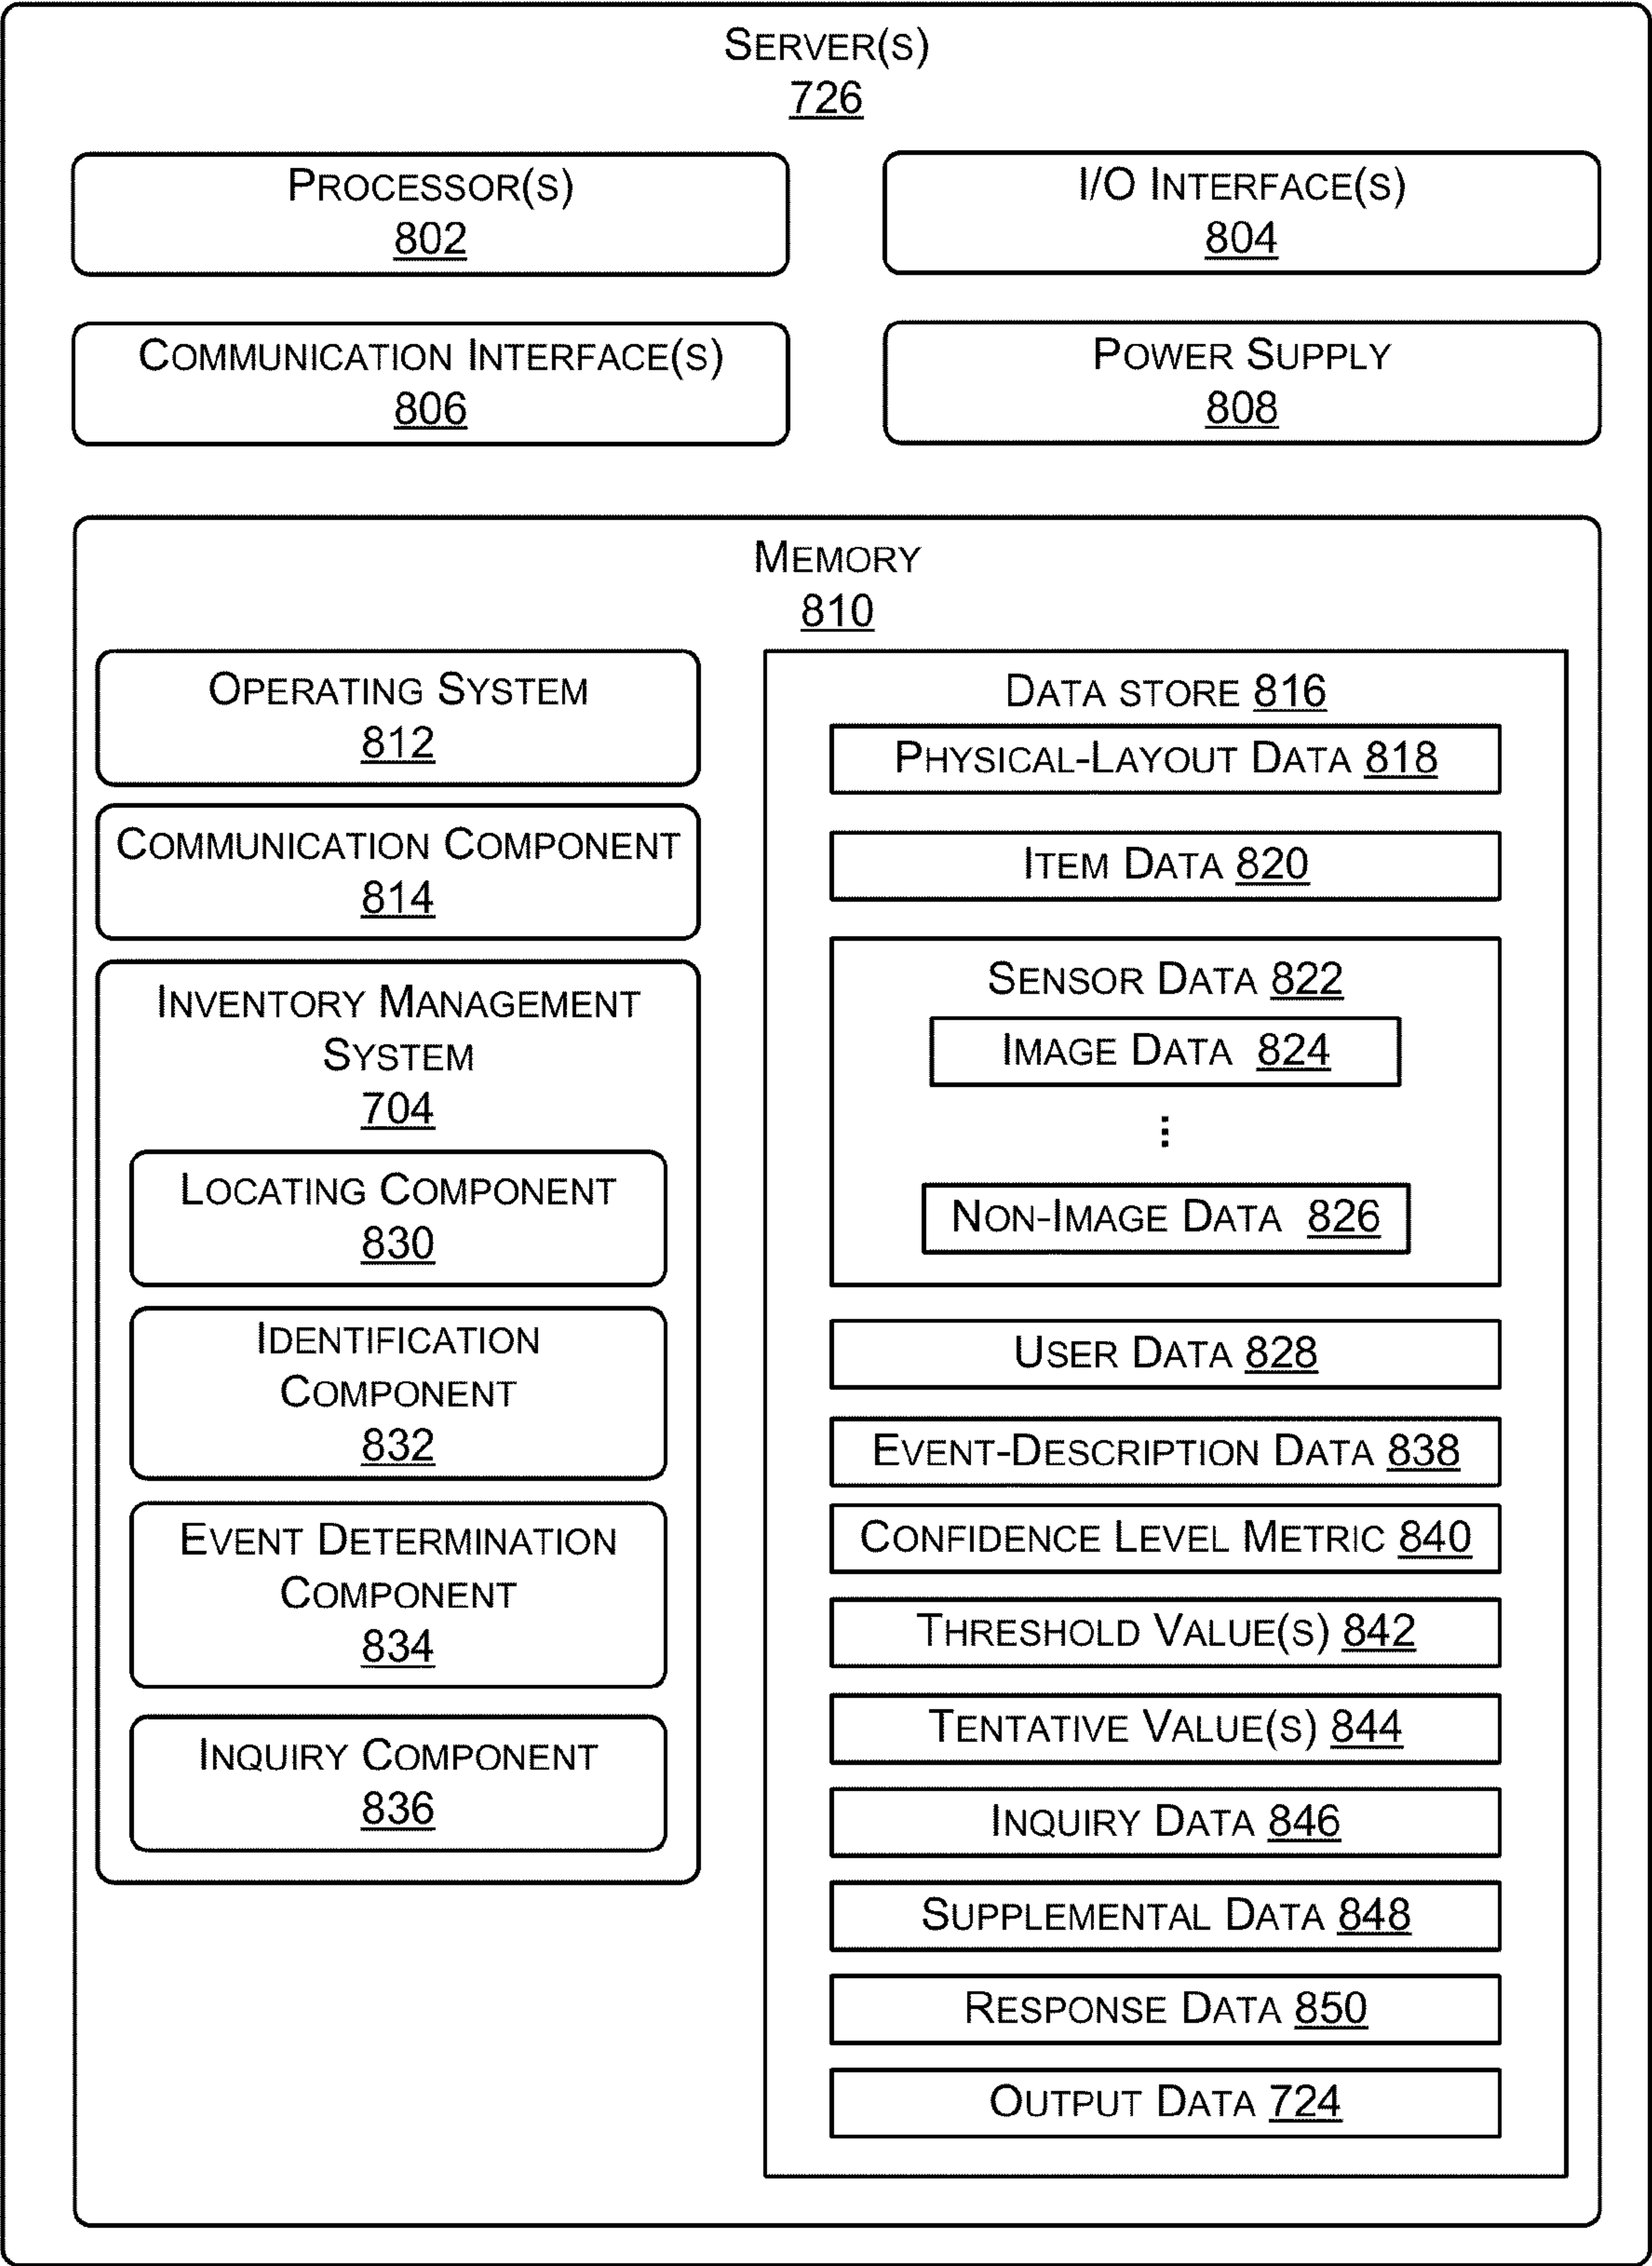 SERVER(S)
726
PROCESSOR(S)
802
I/O INTERFACE(S)
804
COMMUNICATION INTERFACE(S)
806
POWER SUPPLY
808
MEMORY
810
OPERATING SYSTEM
812
COMMUNICATION COMPONENT
814
INVENTORY MANAGEMENT
SYSTEM
704
LOCATING COMPONENT
830
IDENTIFICATION
COMPONENT
832
EVENT DETERMINATION
COMPONENT
834
INQUIRY COMPONENT
836
DATA STORE 816
PHYSICAL-LAYOUT DATA 818
ITEM DATA 820
SENSOR DATA 822
IMAGE DATA 824
⋮
NON-IMAGE DATA 826
USER DATA 828
EVENT-DESCRIPTION DATA 838
CONFIDENCE LEVEL METRIC 840
THRESHOLD VALUE(S) 842
TENTATIVE VALUE(S) 844
INQUIRY DATA 846
SUPPLEMENTAL DATA 848
RESPONSE DATA 850
OUTPUT DATA 724